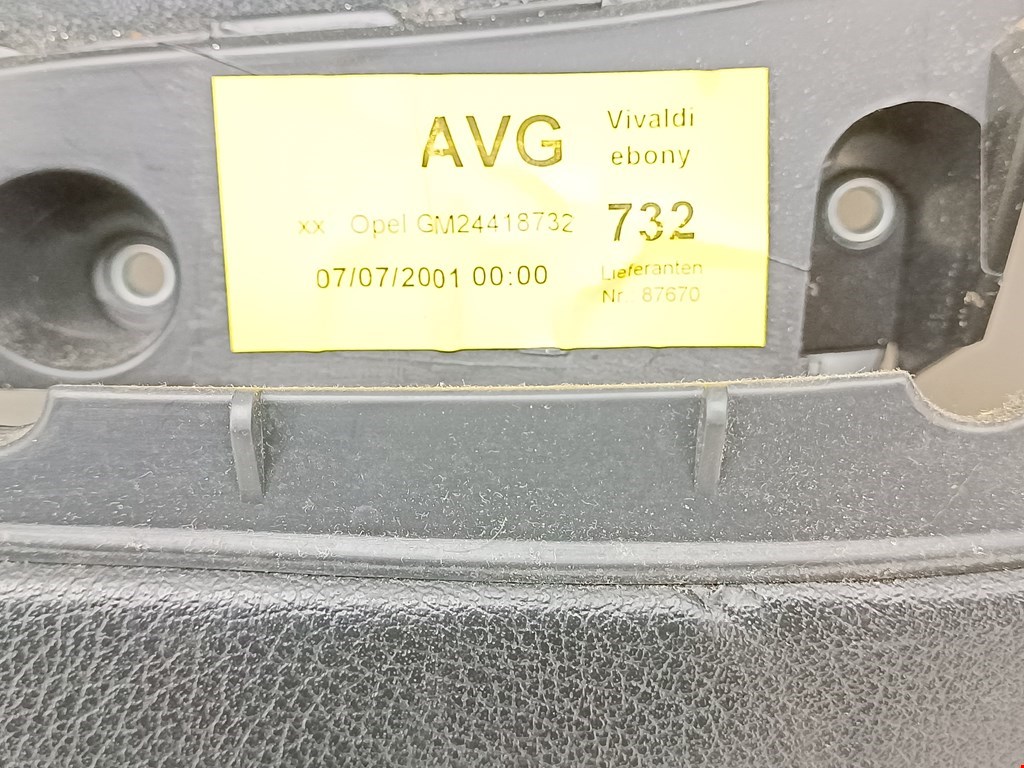 AVG
Vivaldi
ebony
xx Opel GM24418732
732
07/07/2001 00:00
Lieferanten
Nr.: 87670